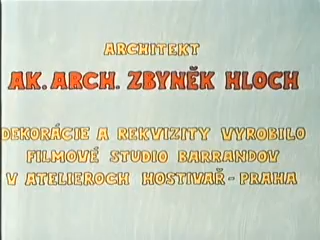 ARCHITEKT
AK. ARCH. ZBYNĚK HLOCH
DEKORÁCIE A REKVIZITY VYROBILO
FILMOVÉ STUDIO BARRANDOV
V ATELIEROCH HOSTIVAŘ - PRAHA